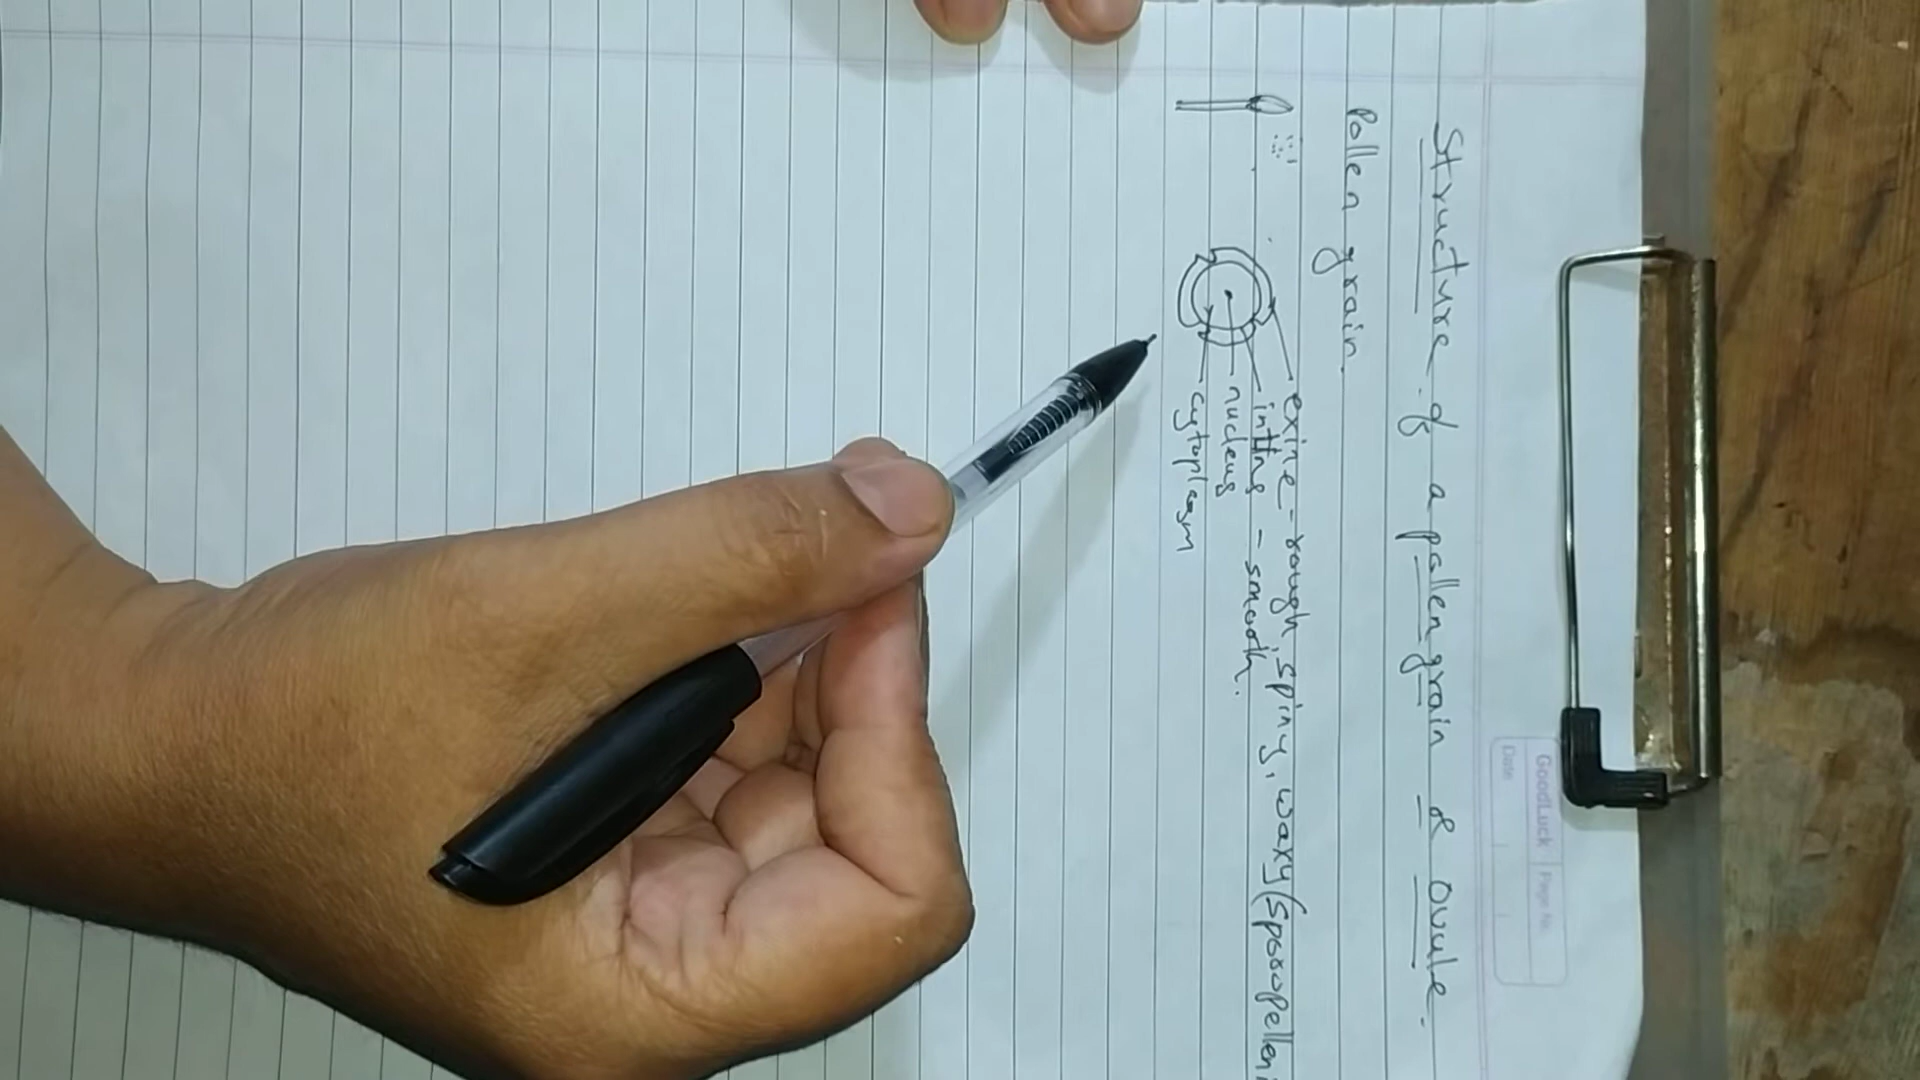 GoodLuck Page No.
Date
Structure of a pollen grain & ovule.
Pollen grain.
exine - rough, spiny, waxy (Sporopelleni
intine - smooth.
nucleus
cytoplasm